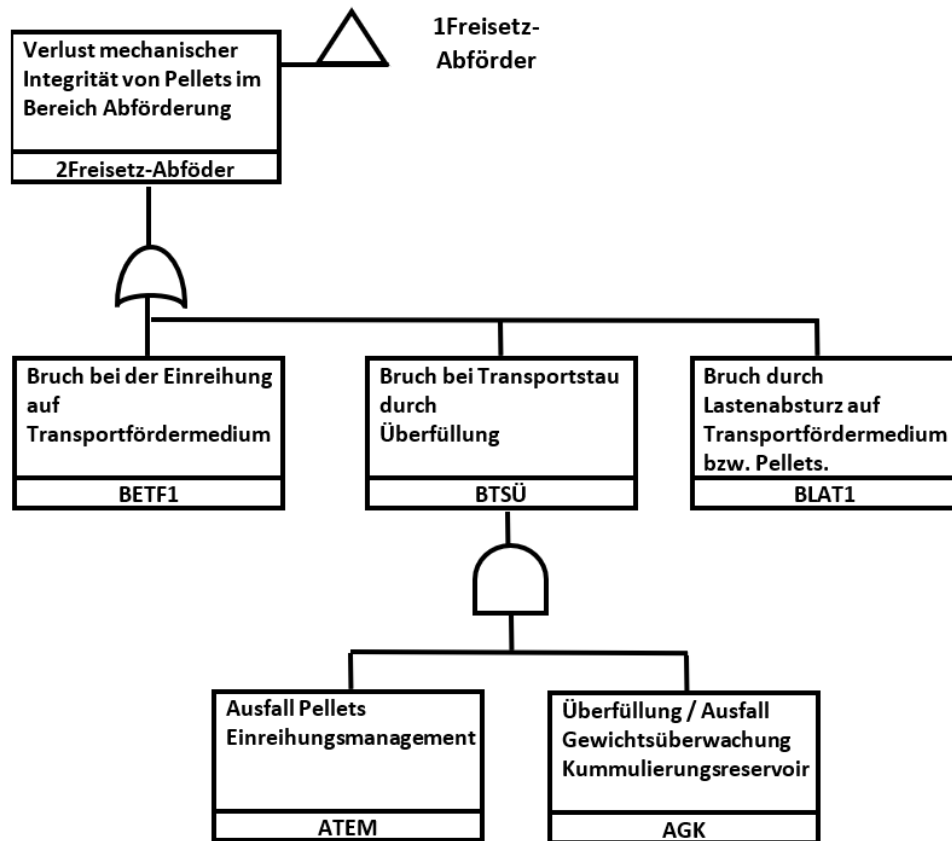 Verlust mechanischer
Integrität von Pellets im
Bereich Abförderung
2Freisetz-Abföder
1Freisetz-
Abförder
Bruch bei der Einreihung
auf
Transportfördermedium
BETF1
Bruch bei Transportstau
durch
Überfüllung
BTSÜ
Bruch durch
Lastenabsturz auf
Transportfördermedium
bzw. Pellets.
BLAT1
Ausfall Pellets
Einreihungsmanagement
ATEM
Überfüllung / Ausfall
Gewichtsüberwachung
Kummulierungsreservoir
AGK